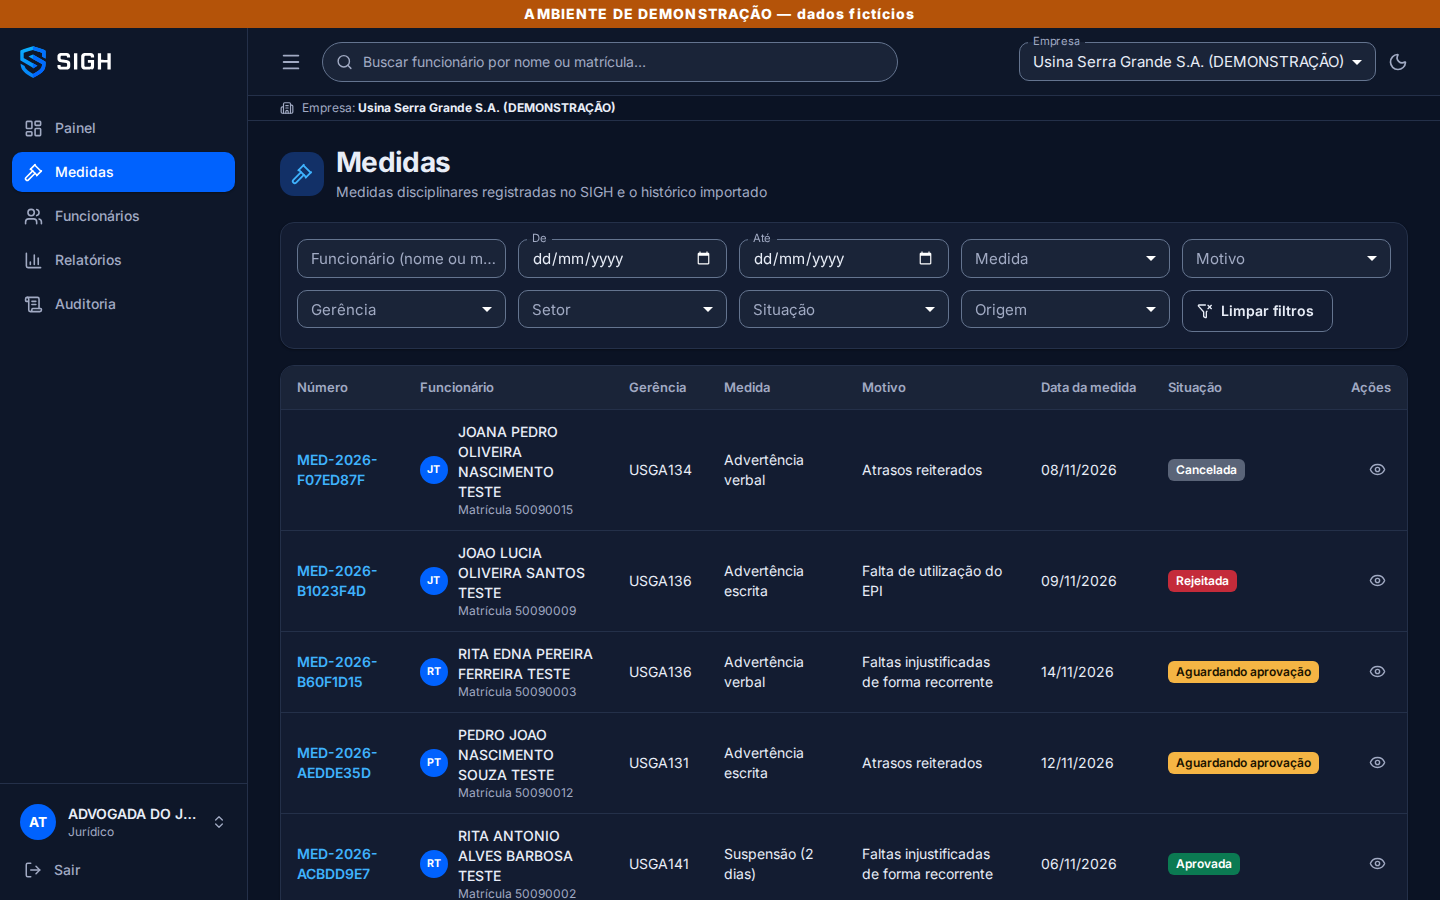 AMBIENTE DE DEMONSTRAÇÃO — dados fictícios
SIGH
Buscar funcionário por nome ou matrícula...
Empresa
Usina Serra Grande S.A. (DEMONSTRAÇÃO)
Empresa: Usina Serra Grande S.A. (DEMONSTRAÇÃO)
Painel
Medidas
Funcionários
Relatórios
Auditoria
Medidas
Medidas disciplinares registradas no SIGH e o histórico importado
Funcionário (nome ou m...
De
dd/mm/yyyy
Até
dd/mm/yyyy
Medida
Motivo
Gerência
Setor
Situação
Origem
Limpar filtros
Número Funcionário Gerência Medida Motivo Data da medida Situação Ações
MED-2026-
F07ED87F
JT
JOANA PEDRO
OLIVEIRA
NASCIMENTO
TESTE
Matrícula 50090015
USGA134
Advertência
verbal
Atrasos reiterados
08/11/2026
Cancelada
MED-2026-
B1023F4D
JT
JOAO LUCIA
OLIVEIRA SANTOS
TESTE
Matrícula 50090009
USGA136
Advertência
escrita
Falta de utilização do
EPI
09/11/2026
Rejeitada
MED-2026-
B60F1D15
RT
RITA EDNA PEREIRA
FERREIRA TESTE
Matrícula 50090003
USGA136
Advertência
verbal
Faltas injustificadas
de forma recorrente
14/11/2026
Aguardando aprovação
MED-2026-
AEDDE35D
PT
PEDRO JOAO
NASCIMENTO
SOUZA TESTE
Matrícula 50090012
USGA131
Advertência
escrita
Atrasos reiterados
12/11/2026
Aguardando aprovação
MED-2026-
ACBDD9E7
RT
RITA ANTONIO
ALVES BARBOSA
TESTE
Matrícula 50090002
USGA141
Suspensão (2
dias)
Faltas injustificadas
de forma recorrente
06/11/2026
Aprovada
AT
ADVOGADA DO J...
Jurídico
Sair